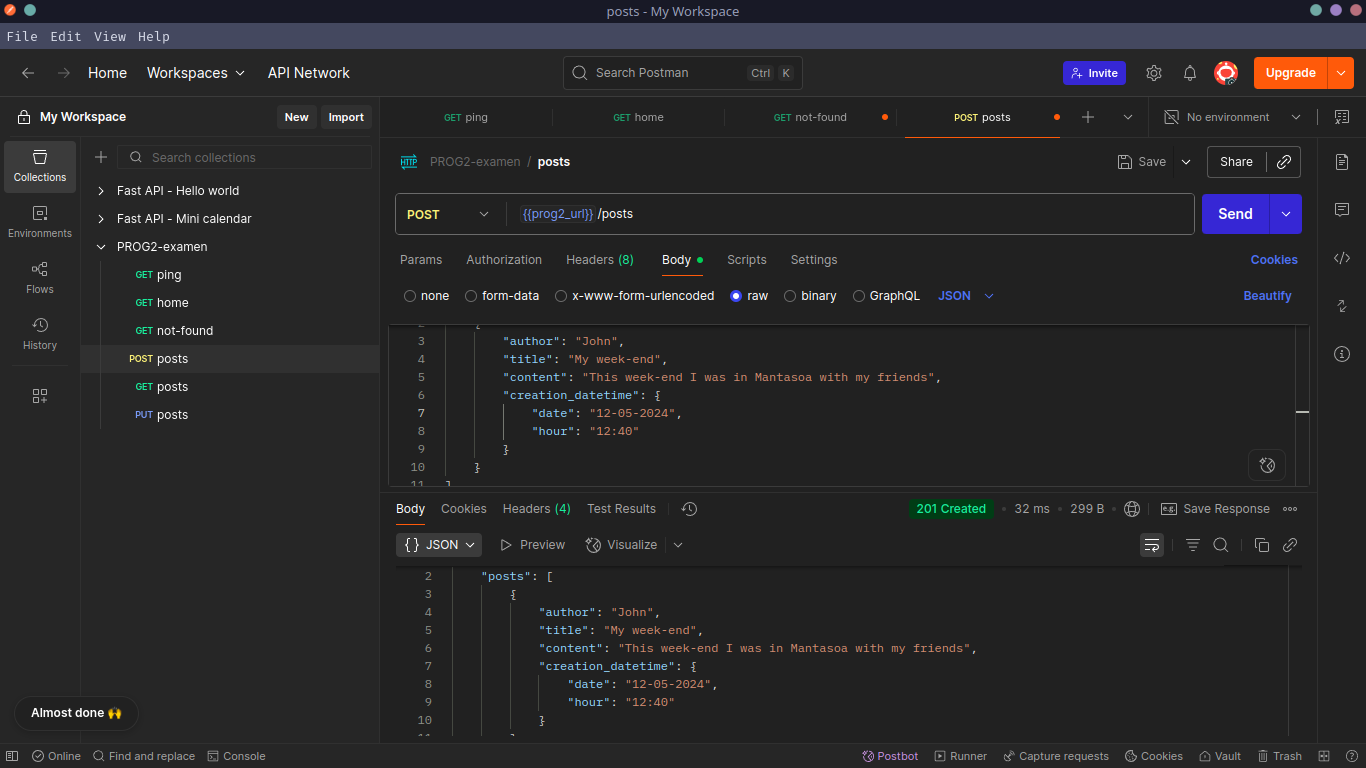 posts - My Workspace
File Edit View Help
Home Workspaces API Network Search Postman Ctrl K Invite Upgrade
My Workspace New Import GET ping GET home GET not-found POST posts No environment
Collections
Environments
Flows
History
Search collections
Fast API - Hello world
Fast API - Mini calendar
PROG2-examen
GET ping
GET home
GET not-found
POST posts
GET posts
PUT posts
HTTP PROG2-examen / posts Save Share
POST {{prog2_url}}/posts Send
Params Authorization Headers (8) Body Scripts Settings Cookies
none form-data x-www-form-urlencoded raw binary GraphQL JSON Beautify
2 {
3 "author": "John",
4 "title": "My week-end",
5 "content": "This week-end I was in Mantasoa with my friends",
6 "creation_datetime": {
7 "date": "12-05-2024",
8 "hour": "12:40"
9 }
10 }
11 ]
Body Cookies Headers (4) Test Results 201 Created 32 ms 299 B e.g. Save Response
{} JSON Preview Visualize
2 "posts": [
3 {
4 "author": "John",
5 "title": "My week-end",
6 "content": "This week-end I was in Mantasoa with my friends",
7 "creation_datetime": {
8 "date": "12-05-2024",
9 "hour": "12:40"
10 }
11 }
Almost done 🙌
Online Find and replace Console Postbot Runner Capture requests Cookies Vault Trash